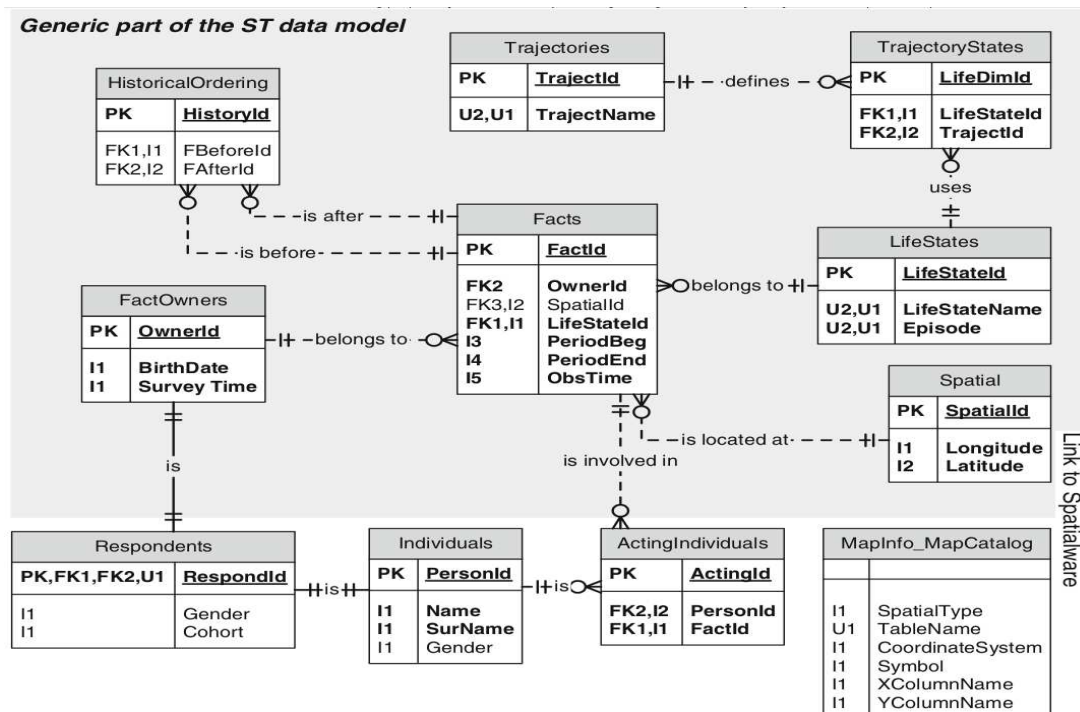 Generic part of the ST data model
Trajectories
PK TrajectId
U2,U1 TrajectName
defines
TrajectoryStates
PK LifeDimId
FK1,I1 LifeStateId
FK2,I2 TrajectId
HistoricalOrdering
PK HistoryId
FK1,I1 FBeforeId
FK2,I2 FAfterId
uses
is after
is before
Facts
PK FactId
FK2 OwnerId
FK3,I2 SpatialId
FK1,I1 LifeStateId
I3 PeriodBeg
I4 PeriodEnd
I5 ObsTime
belongs to
LifeStates
PK LifeStateId
U2,U1 LifeStateName
U2,U1 Episode
FactOwners
PK OwnerId
I1 BirthDate
I1 Survey Time
belongs to
Spatial
PK SpatialId
I1 Longitude
I2 Latitude
is located at
is involved in
is
Link to Spatialware
Respondents
PK,FK1,FK2,U1 RespondId
I1 Gender
I1 Cohort
is
Individuals
PK PersonId
I1 Name
I1 SurName
I1 Gender
is
ActingIndividuals
PK ActingId
FK2,I2 PersonId
FK1,I1 FactId
MapInfo_MapCatalog
I1 SpatialType
U1 TableName
I1 CoordinateSystem
I1 Symbol
I1 XColumnName
I1 YColumnName